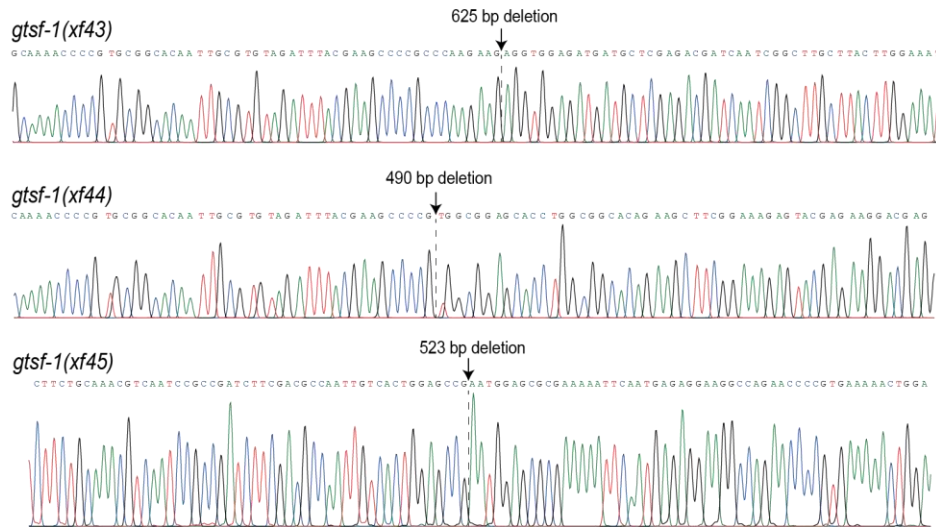 625 bp deletion
gtsf-1(xf43)
GCAAAACCCCGTGCGGCACAATTGCGTGTAGATTTACGAAGCCCCGCCCAAGAAGAGGTGGAGATGATGCTCGAGACGATCAATCGGCTTGCTTACTTGGAAAT
490 bp deletion
gtsf-1(xf44)
CAAAACCCCGTGCGGCACAATTGCGTGTAGATTTACGAAGCCCCGTGGCGGAGCACCTGGCGGCACAGAAGCTTCGGAAAGAGTACGAGAAGGACGAG
523 bp deletion
gtsf-1(xf45)
CTTCTGCAAACGTCAATCCGCCGATCTTCGACGCCAATTGTCACTGGAGCCGAATGGAGCGCGAAAAATTCAATGAGAGGAAGGCCAGAACCCCGTGAAAAACTGGA